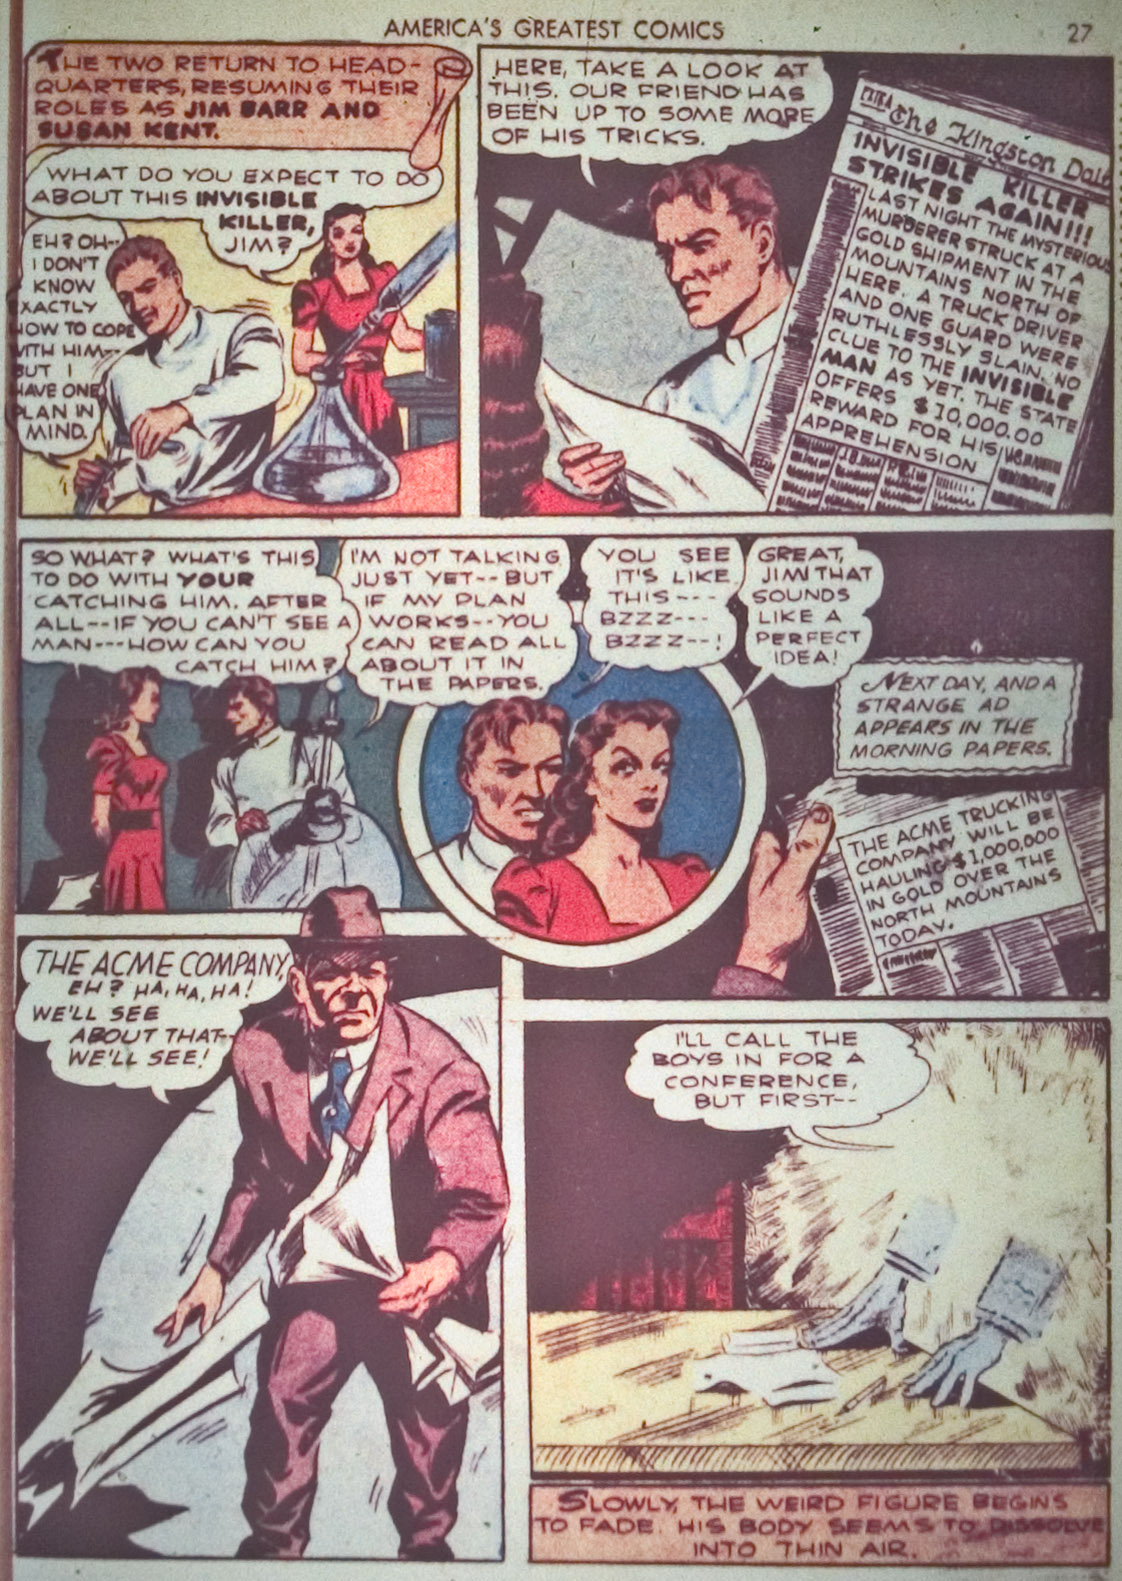 AMERICA'S GREATEST COMICS
27
THE TWO RETURN TO HEAD-
QUARTERS, RESUMING THEIR
ROLES AS JIM BARR AND
SUSAN KENT.
WHAT DO YOU EXPECT TO DO
ABOUT THIS INVISIBLE
KILLER,
JIM?
EH? OH--
I DON'T
KNOW
EXACTLY
HOW TO COPE
WITH HIM--
BUT I
HAVE ONE
PLAN IN
MIND.
HERE, TAKE A LOOK AT
THIS. OUR FRIEND HAS
BEEN UP TO SOME MORE
OF HIS TRICKS.
EXTRA
The Kingston Dail
INVISIBLE KILLER
STRIKES AGAIN!!!
LAST NIGHT THE MYSTERIOUS
MURDERER STRUCK AT A
GOLD SHIPMENT IN THE
MOUNTAINS NORTH OF
HERE. A TRUCK DRIVER
AND ONE GUARD WERE
RUTHLESSLY SLAIN. NO
CLUE TO THE INVISIBLE
MAN AS YET. THE STATE
OFFERS $10,000.00
REWARD FOR HIS
APPREHENSION
SO WHAT? WHAT'S THIS
TO DO WITH YOUR
CATCHING HIM. AFTER
ALL--IF YOU CAN'T SEE A
MAN---HOW CAN YOU
CATCH HIM?
I'M NOT TALKING
JUST YET--BUT
IF MY PLAN
WORKS--YOU
CAN READ ALL
ABOUT IT IN
THE PAPERS.
YOU SEE
IT'S LIKE
THIS---
BZZZ---
BZZZ--!
GREAT,
JIM! THAT
SOUNDS
LIKE A
PERFECT
IDEA!
NEXT DAY, AND A
STRANGE AD
APPEARS IN THE
MORNING PAPERS.
THE ACME TRUCKING
COMPANY WILL BE
HAULING $1,000,000
IN GOLD OVER THE
NORTH MOUNTAINS
TODAY.
THE ACME COMPANY,
EH? HA, HA, HA!
WE'LL SEE
ABOUT THAT--
WE'LL SEE!
I'LL CALL THE
BOYS IN FOR A
CONFERENCE,
BUT FIRST--
SLOWLY, THE WEIRD FIGURE BEGINS
TO FADE. HIS BODY SEEMS TO DISSOLVE
INTO THIN AIR.